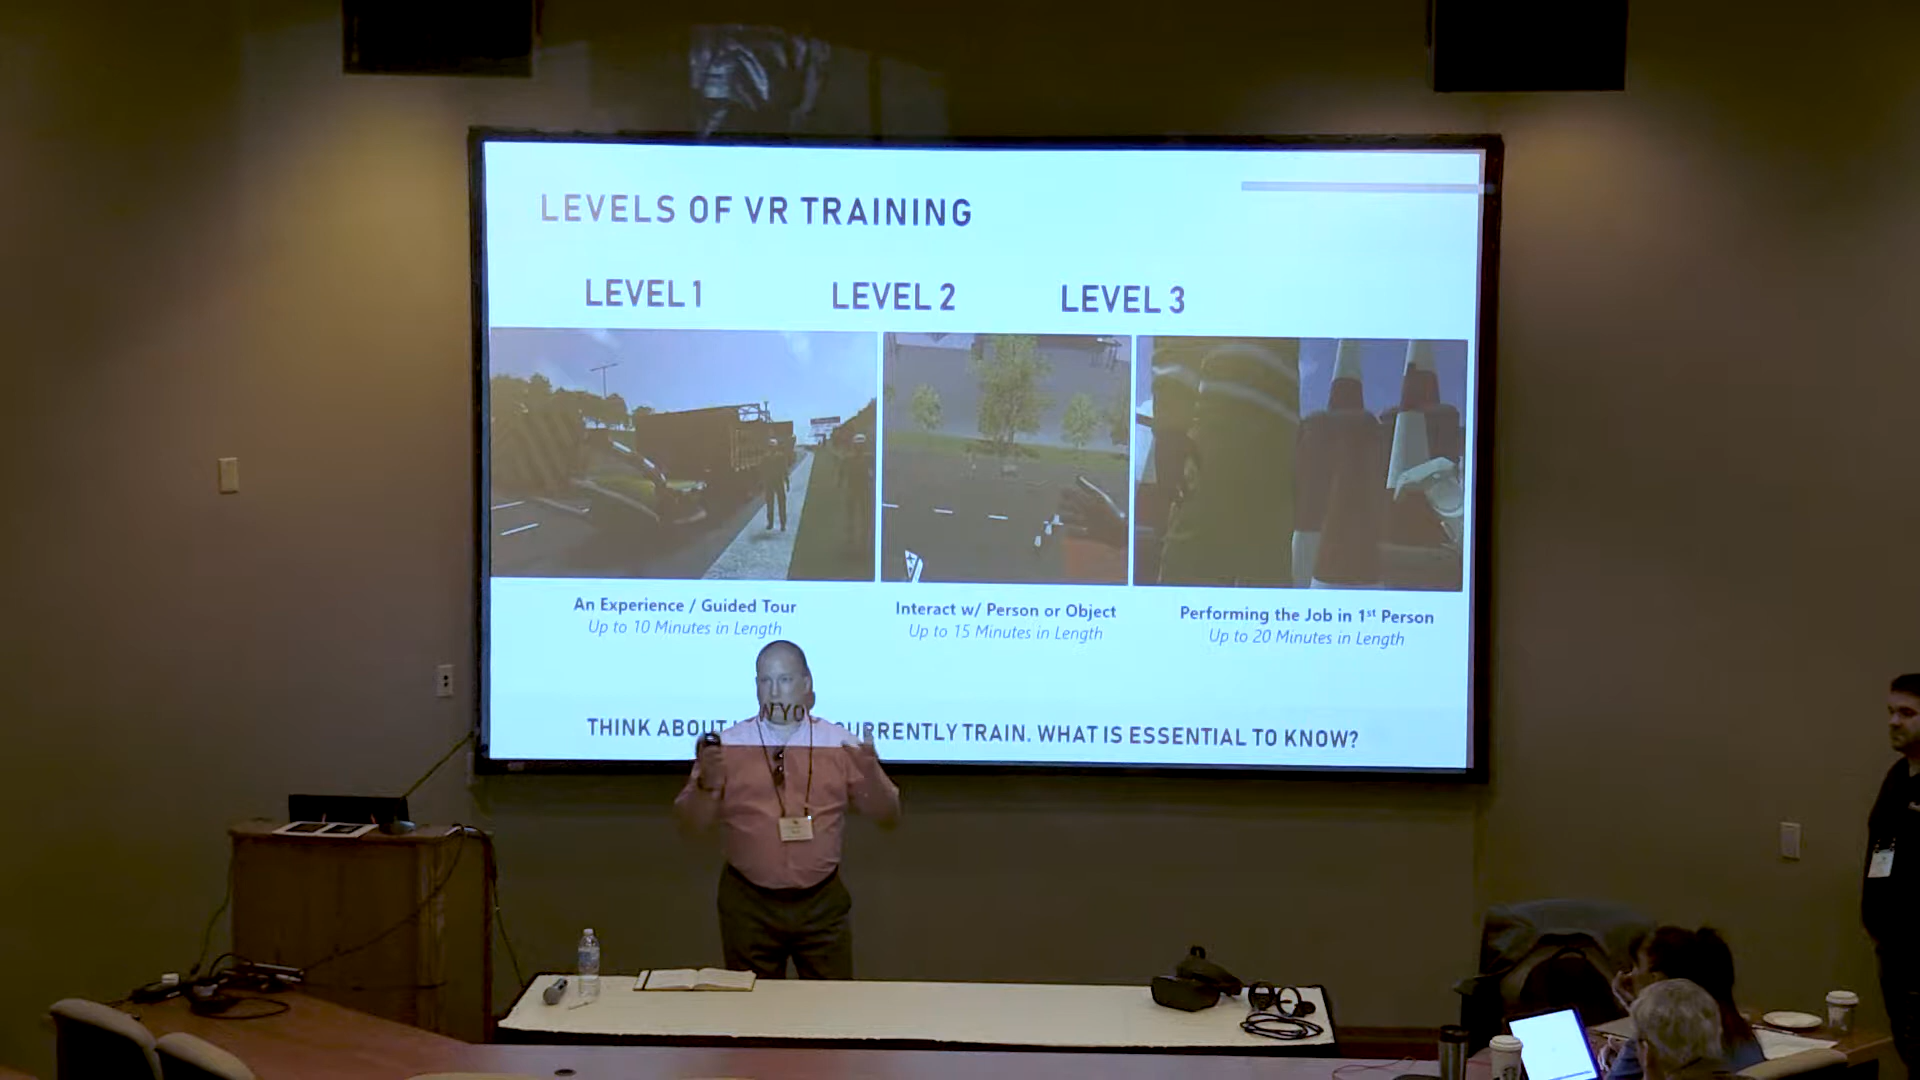 LEVELS OF VR TRAINING
LEVEL 1
LEVEL 2
LEVEL 3
An Experience / Guided Tour
Up to 10 Minutes in Length
Interact w/ Person or Object
Up to 15 Minutes in Length
Performing the Job in 1st Person
Up to 20 Minutes in Length
THINK ABOUT W YO CURRENTLY TRAIN. WHAT IS ESSENTIAL TO KNOW?